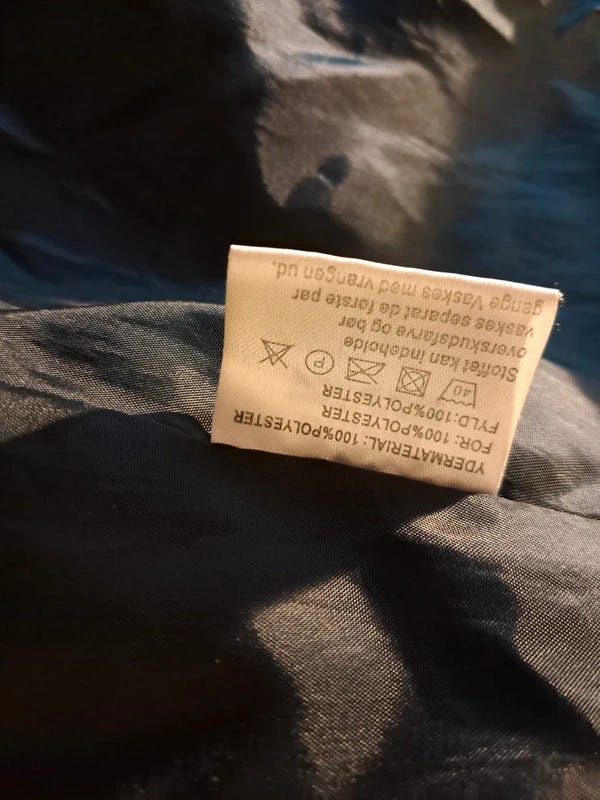 YDERMATERIAL: 100%POLYESTER
FOR: 100%POLYESTER
FYLD:100%POLYESTER
40 P
Stoffet kan indeholde
overskudsfarve og bør
vaskes separat de første par
gange Vaskes med vrangen ud.